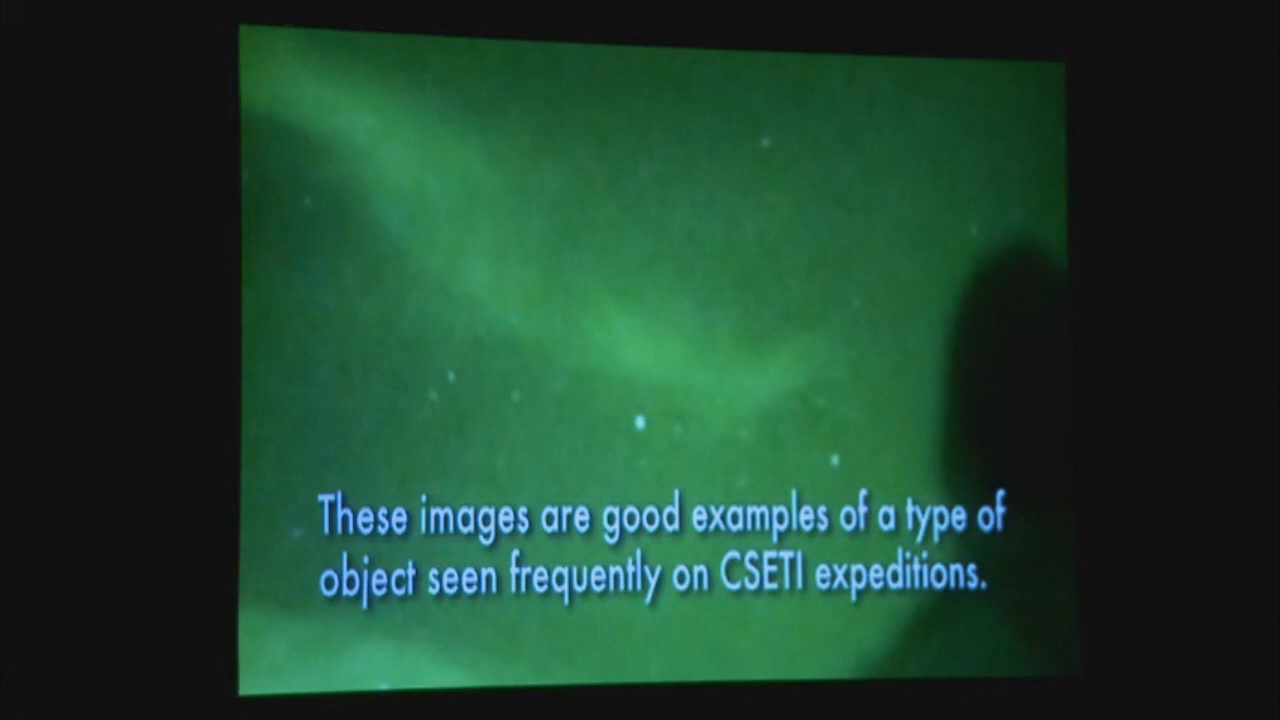 These images are good examples of a type of
object seen frequently on CSETI expeditions.